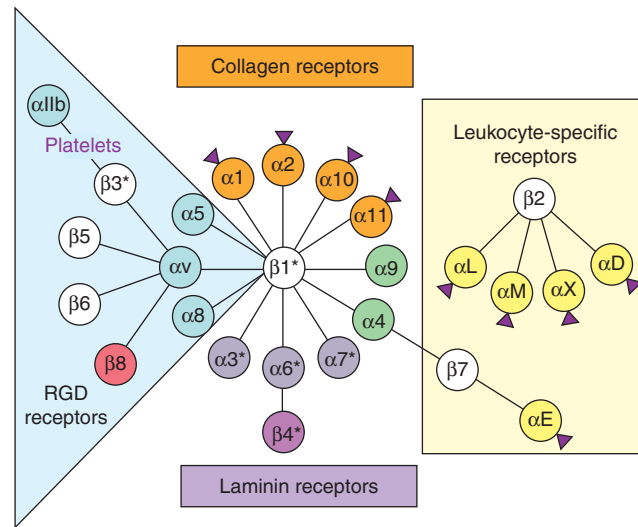 Collagen receptors
αIIb
Platelets
β3*
β5
αv
β6
β8
RGD
receptors
α5
α8
α1
α2
α10
α11
β1*
α9
α4
α3*
α6*
α7*
β4*
Laminin receptors
Leukocyte-specific
receptors
β2
αL
αM
αX
αD
β7
αE